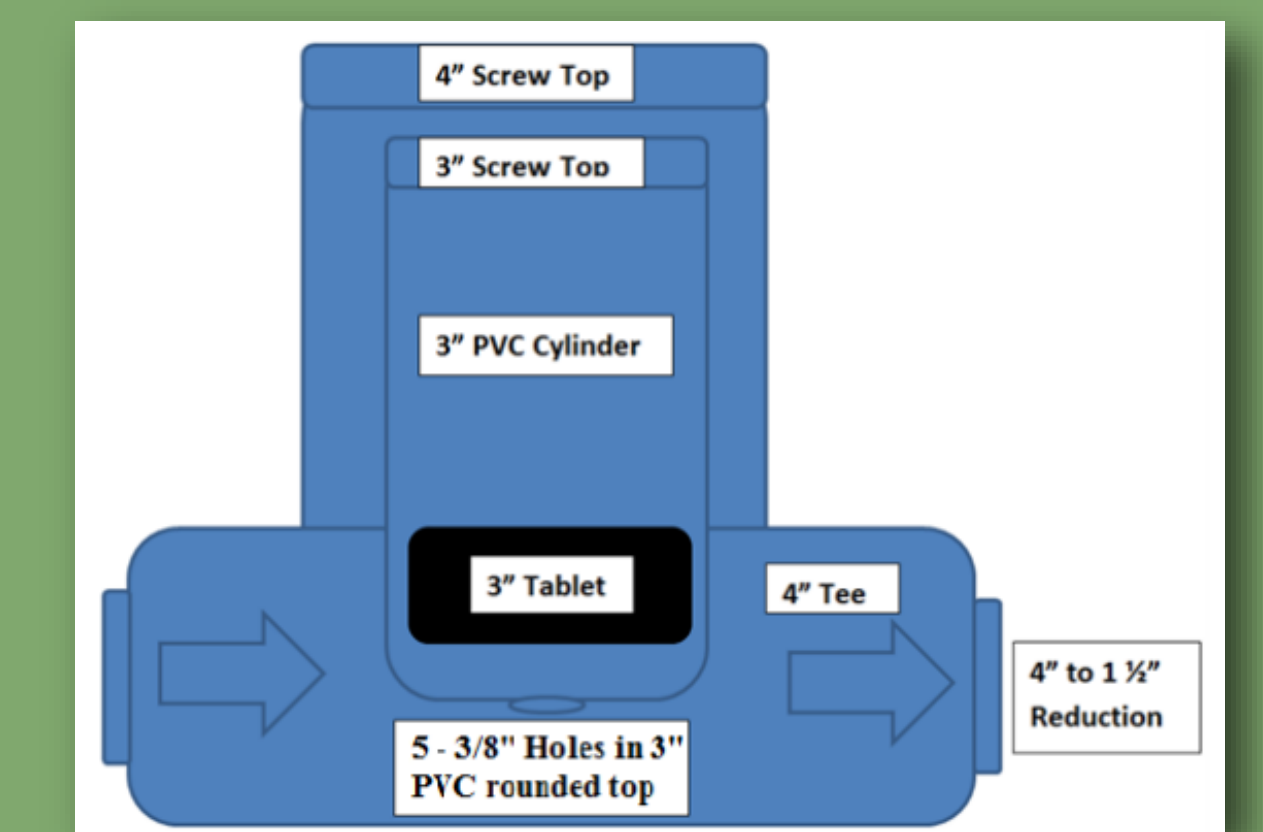 4” Screw Top
3” Screw Top
3” PVC Cylinder
3” Tablet
4” Tee
4” to 1 ½”
Reduction
5 - 3/8" Holes in 3"
PVC rounded top